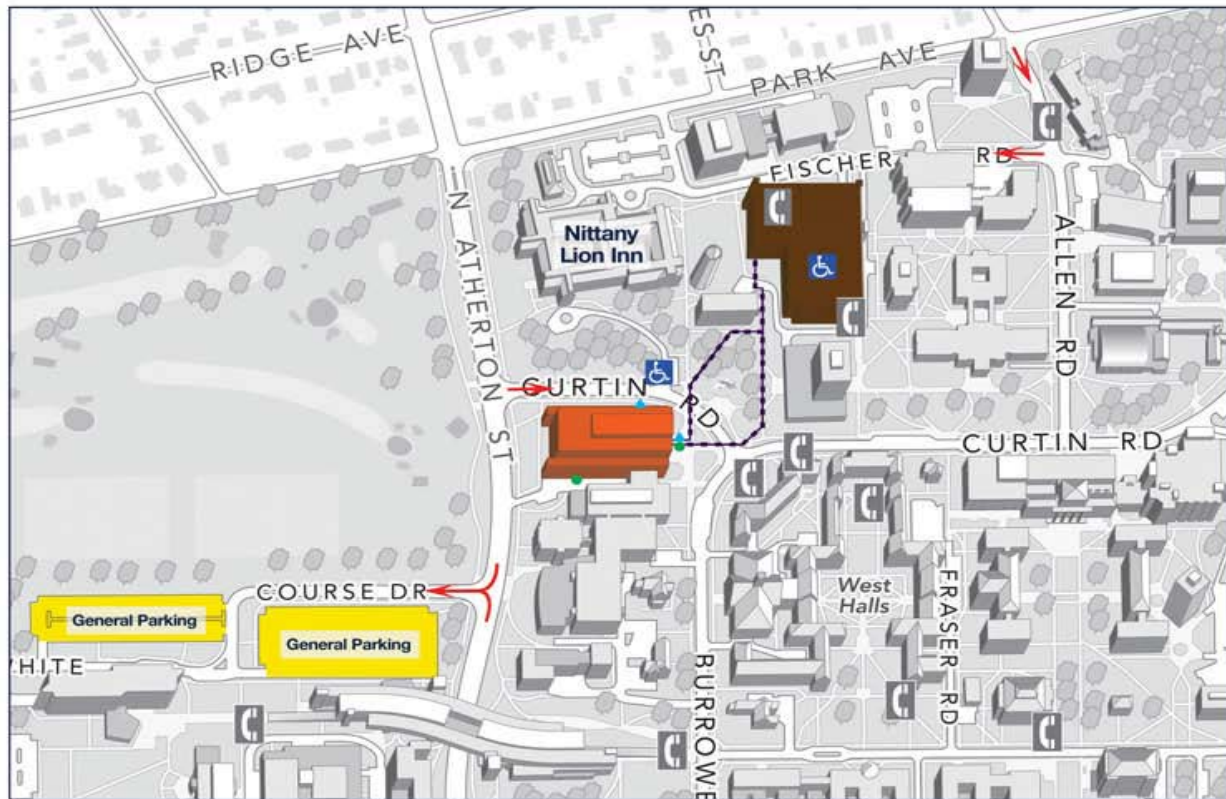 RIDGE AVE
ES ST
PARK AVE
FISCHER RD
Nittany
Lion Inn
N ATHERTON ST
ALLEN RD
CURTIN RD
CURTIN RD
COURSE DR
General Parking
General Parking
West
Halls
FRASER RD
WHITE
BURROWE